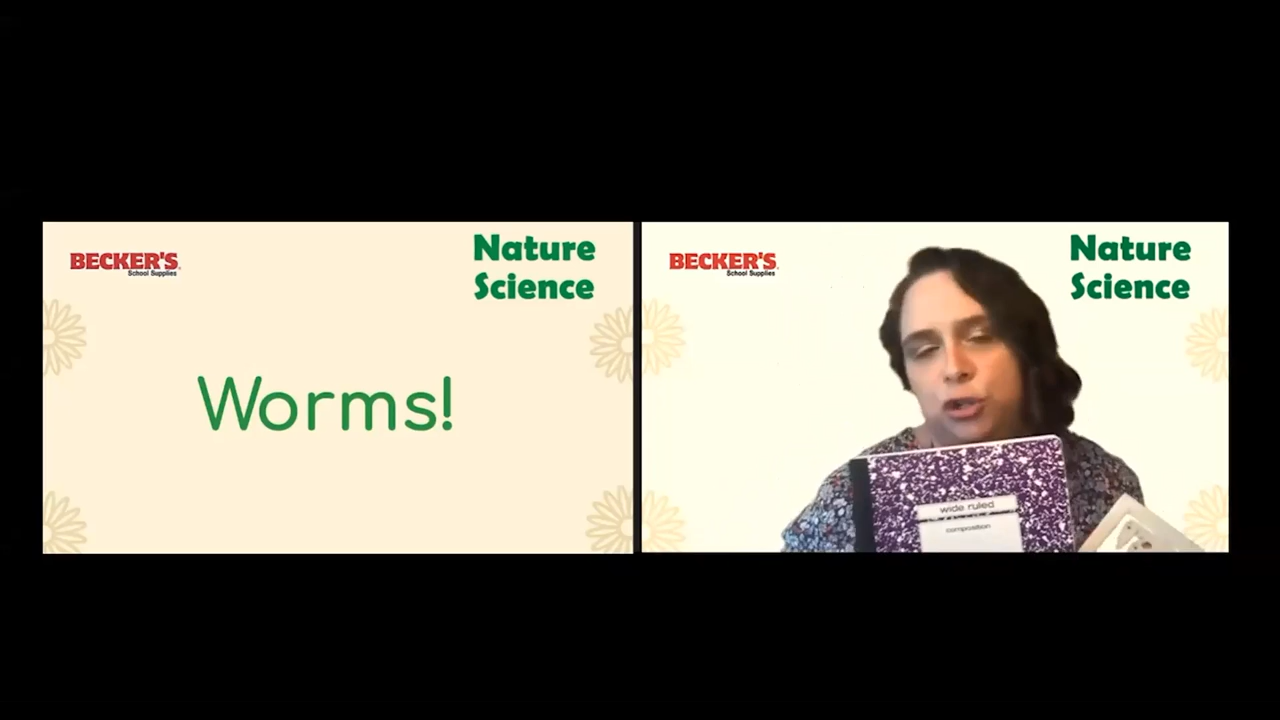 BECKER'S
School Supplies
Nature
Science
Worms!
BECKER'S
School Supplies
Nature
Science
wide ruled
composition